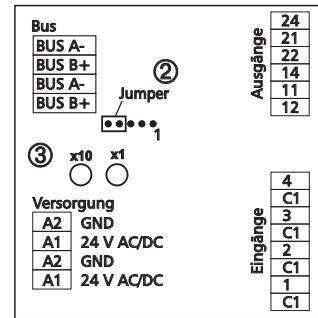 Bus
BUS A-
BUS B+
BUS A-
BUS B+
②
Jumper
1
③
x10 x1
Versorgung
A2 GND
A1 24 V AC/DC
A2 GND
A1 24 V AC/DC
Ausgänge
24
21
22
14
11
12
Eingänge
4
C1
3
C1
2
C1
1
C1